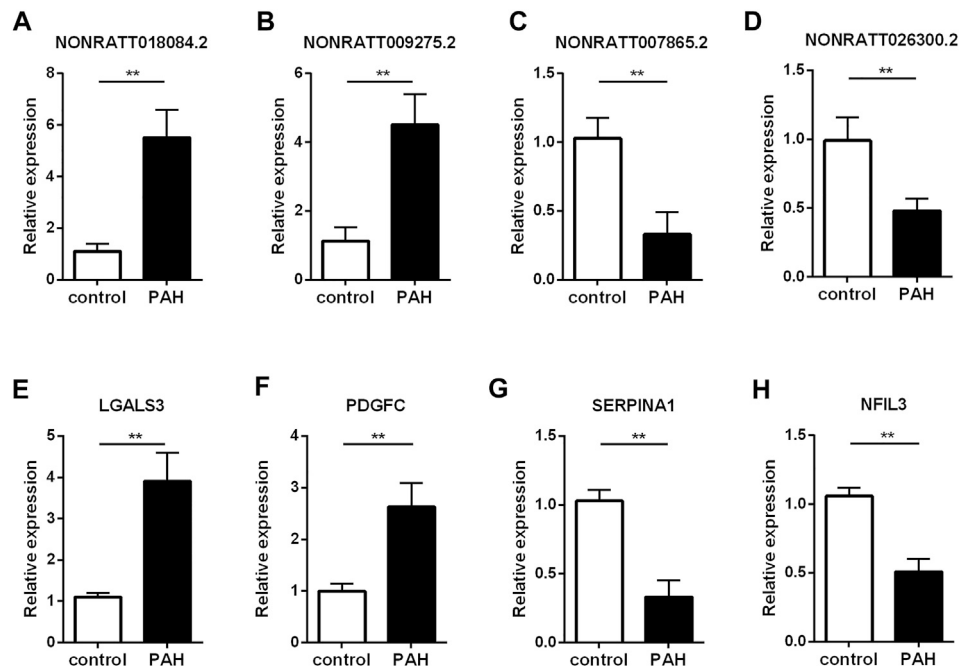 A
NONRATT018084.2
**
8
6
4
2
0
Relative expression
control PAH
B
NONRATT009275.2
**
6
4
2
0
Relative expression
control PAH
C
NONRATT007865.2
**
1.5
1.0
0.5
0.0
Relative expression
control PAH
D
NONRATT026300.2
**
1.5
1.0
0.5
0.0
Relative expression
control PAH
E
LGALS3
**
5
4
3
2
1
0
Relative expression
control PAH
F
PDGFC
**
4
3
2
1
0
Relative expression
control PAH
G
SERPINA1
**
1.5
1.0
0.5
0.0
Relative expression
control PAH
H
NFIL3
**
1.5
1.0
0.5
0.0
Relative expression
control PAH